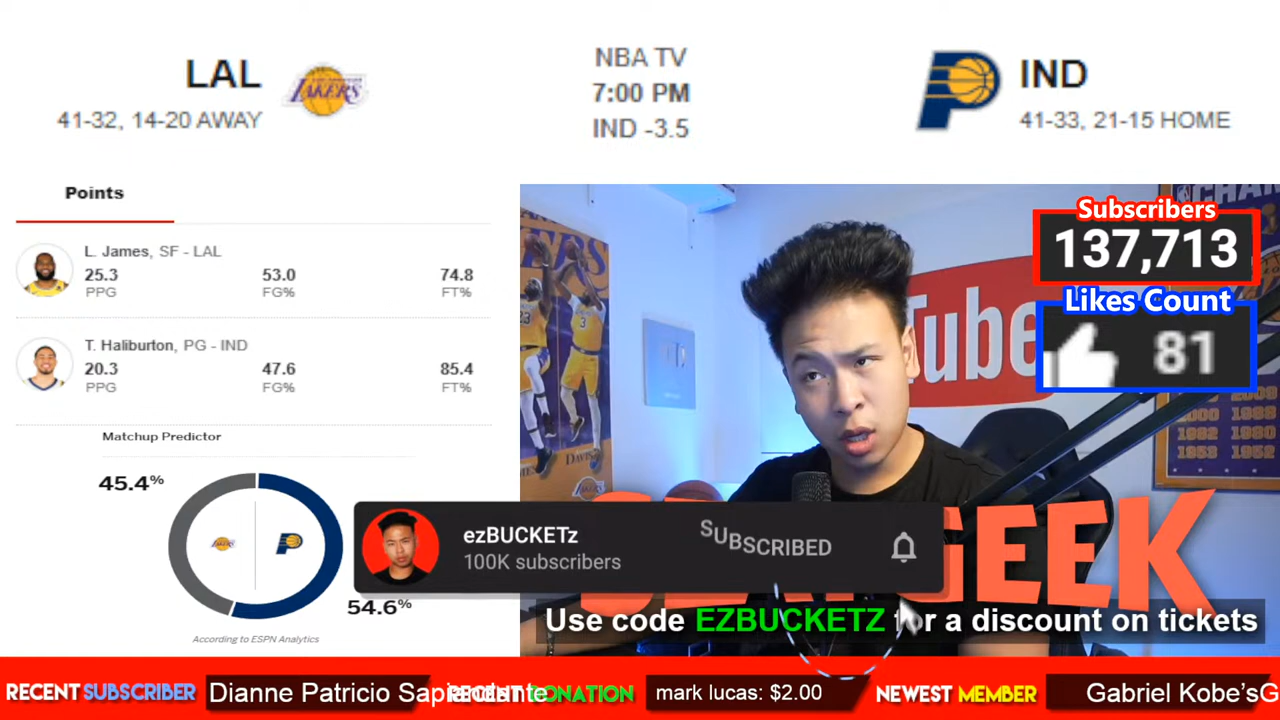 LAL
41-32, 14-20 AWAY
LAKERS
NBA TV
7:00 PM
IND -3.5
IND
41-33, 21-15 HOME
Points
L. James, SF - LAL
25.3 53.0 74.8
PPG FG% FT%
T. Haliburton, PG - IND
20.3 47.6 85.4
PPG FG% FT%
Matchup Predictor
45.4%
54.6%
According to ESPN Analytics
Subscribers
137,713
Likes Count
81
Tube
ezBUCKETz
100K subscribers
SUBSCRIBED
GEEK
Use code EZBUCKETZ for a discount on tickets
RECENT SUBSCRIBER
Dianne Patricio
RECENT DONATION
mark lucas: $2.00
NEWEST MEMBER
Gabriel Kobe'sG